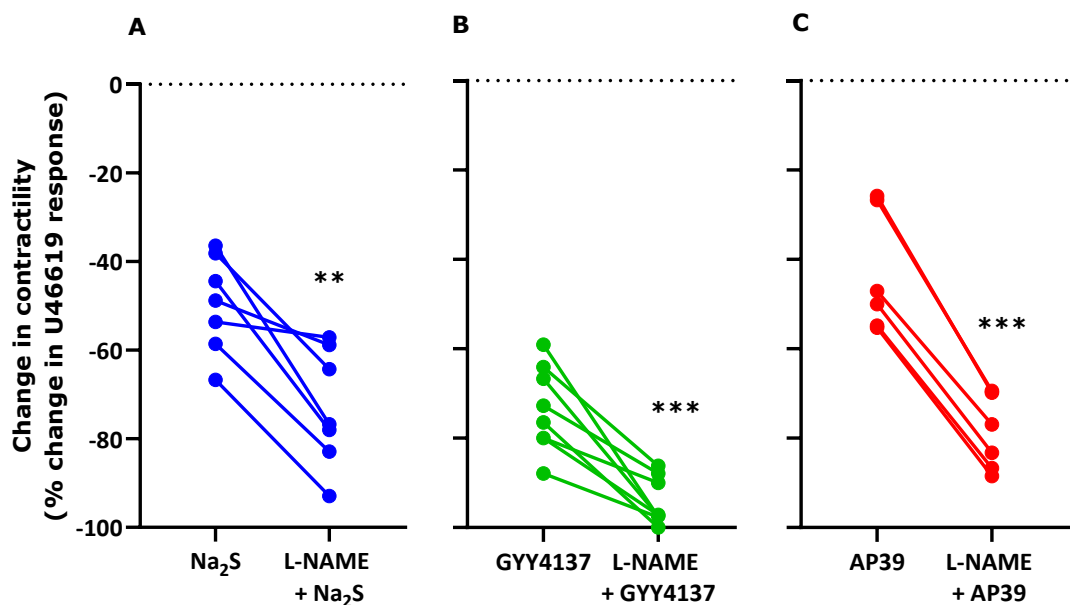 A
B
C
Change in contractility
(% change in U46619 response)
0
-20
-40
-60
-80
-100
**
***
***
Na₂S
L-NAME
+ Na₂S
GYY4137
L-NAME
+ GYY4137
AP39
L-NAME
+ AP39